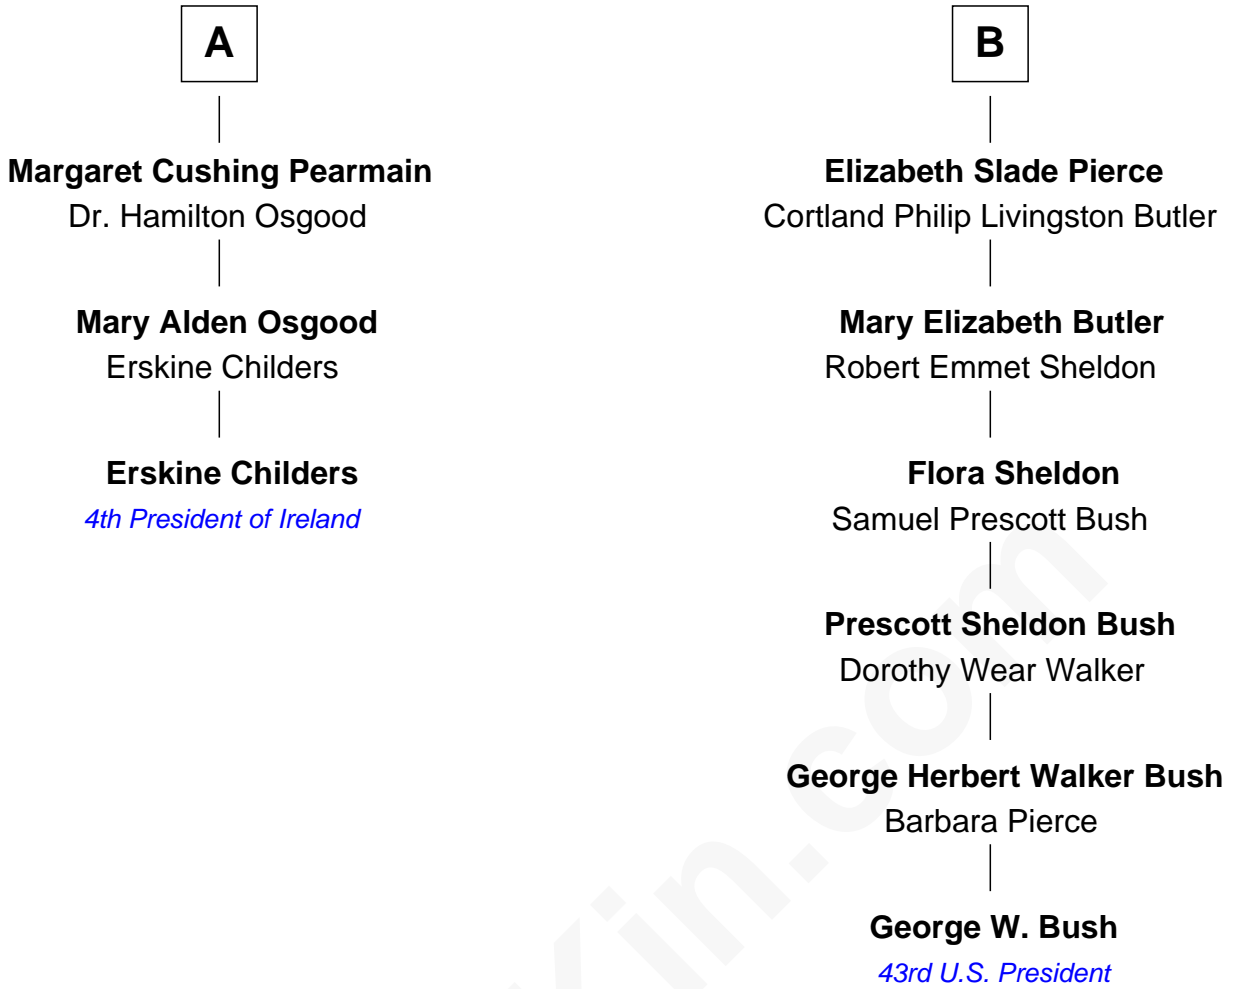 A
Margaret Cushing Pearmain
Dr. Hamilton Osgood
Mary Alden Osgood
Erskine Childers
Erskine Childers
4th President of Ireland
B
Elizabeth Slade Pierce
Cortland Philip Livingston Butler
Mary Elizabeth Butler
Robert Emmet Sheldon
Flora Sheldon
Samuel Prescott Bush
Prescott Sheldon Bush
Dorothy Wear Walker
George Herbert Walker Bush
Barbara Pierce
George W. Bush
43rd U.S. President
Kin.com